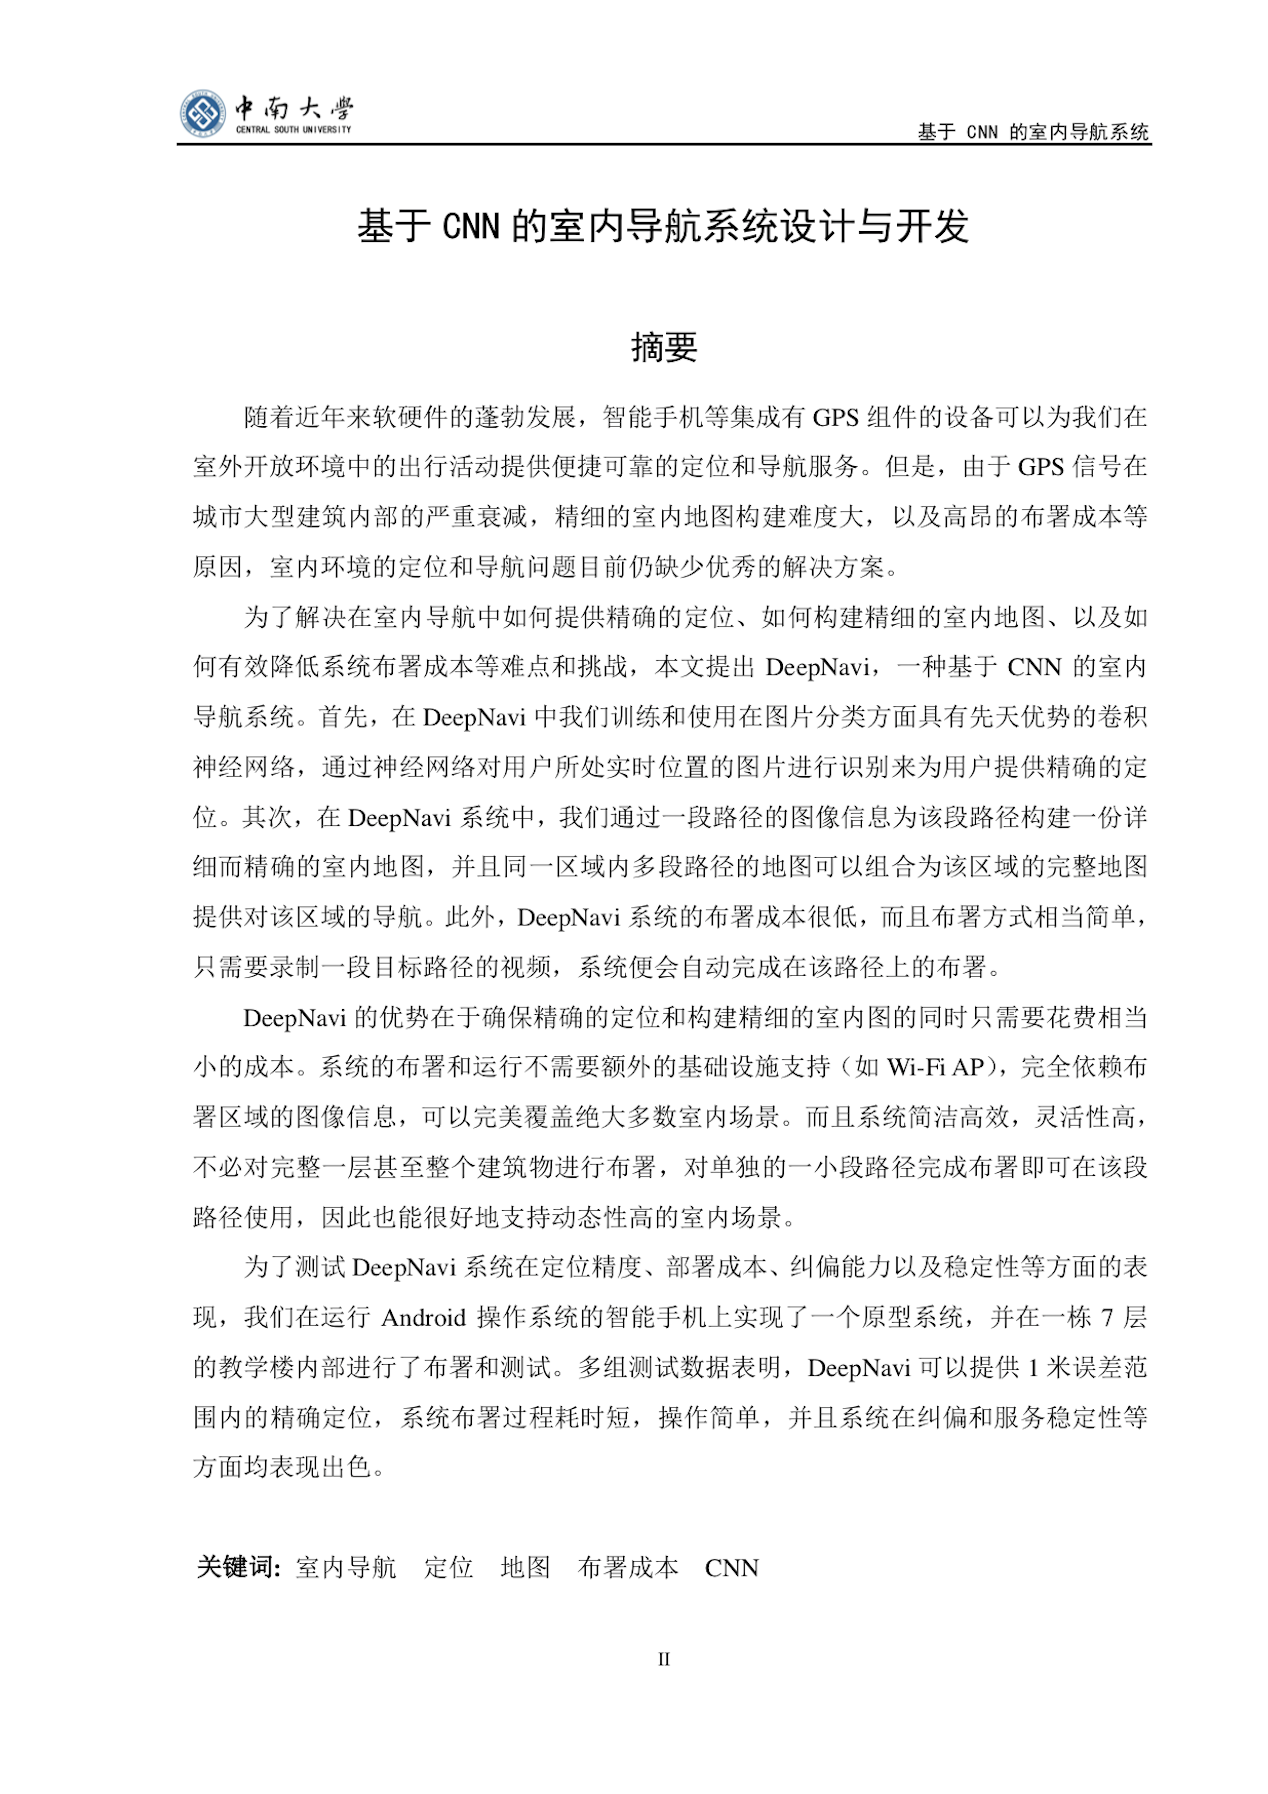 中南大学
CENTRAL SOUTH UNIVERSITY
基于 CNN 的室内导航系统
基于 CNN 的室内导航系统设计与开发
摘要
随着近年来软硬件的蓬勃发展，智能手机等集成有 GPS 组件的设备可以为我们在
室外开放环境中的出行活动提供便捷可靠的定位和导航服务。但是，由于 GPS 信号在
城市大型建筑内部的严重衰减，精细的室内地图构建难度大，以及高昂的布署成本等
原因，室内环境的定位和导航问题目前仍缺少优秀的解决方案。
为了解决在室内导航中如何提供精确的定位、如何构建精细的室内地图、以及如
何有效降低系统布署成本等难点和挑战，本文提出 DeepNavi，一种基于 CNN 的室内
导航系统。首先，在 DeepNavi 中我们训练和使用在图片分类方面具有先天优势的卷积
神经网络，通过神经网络对用户所处实时位置的图片进行识别来为用户提供精确的定
位。其次，在 DeepNavi 系统中，我们通过一段路径的图像信息为该段路径构建一份详
细而精确的室内地图，并且同一区域内多段路径的地图可以组合为该区域的完整地图
提供对该区域的导航。此外，DeepNavi 系统的布署成本很低，而且布署方式相当简单，
只需要录制一段目标路径的视频，系统便会自动完成在该路径上的布署。
DeepNavi 的优势在于确保精确的定位和构建精细的室内图的同时只需要花费相当
小的成本。系统的布署和运行不需要额外的基础设施支持（如 Wi-Fi AP），完全依赖布
署区域的图像信息，可以完美覆盖绝大多数室内场景。而且系统简洁高效，灵活性高，
不必对完整一层甚至整个建筑物进行布署，对单独的一小段路径完成布署即可在该段
路径使用，因此也能很好地支持动态性高的室内场景。
为了测试 DeepNavi 系统在定位精度、部署成本、纠偏能力以及稳定性等方面的表
现，我们在运行 Android 操作系统的智能手机上实现了一个原型系统，并在一栋 7 层
的教学楼内部进行了布署和测试。多组测试数据表明，DeepNavi 可以提供 1 米误差范
围内的精确定位，系统布署过程耗时短，操作简单，并且系统在纠偏和服务稳定性等
方面均表现出色。
关键词: 室内导航 定位 地图 布署成本 CNN
II